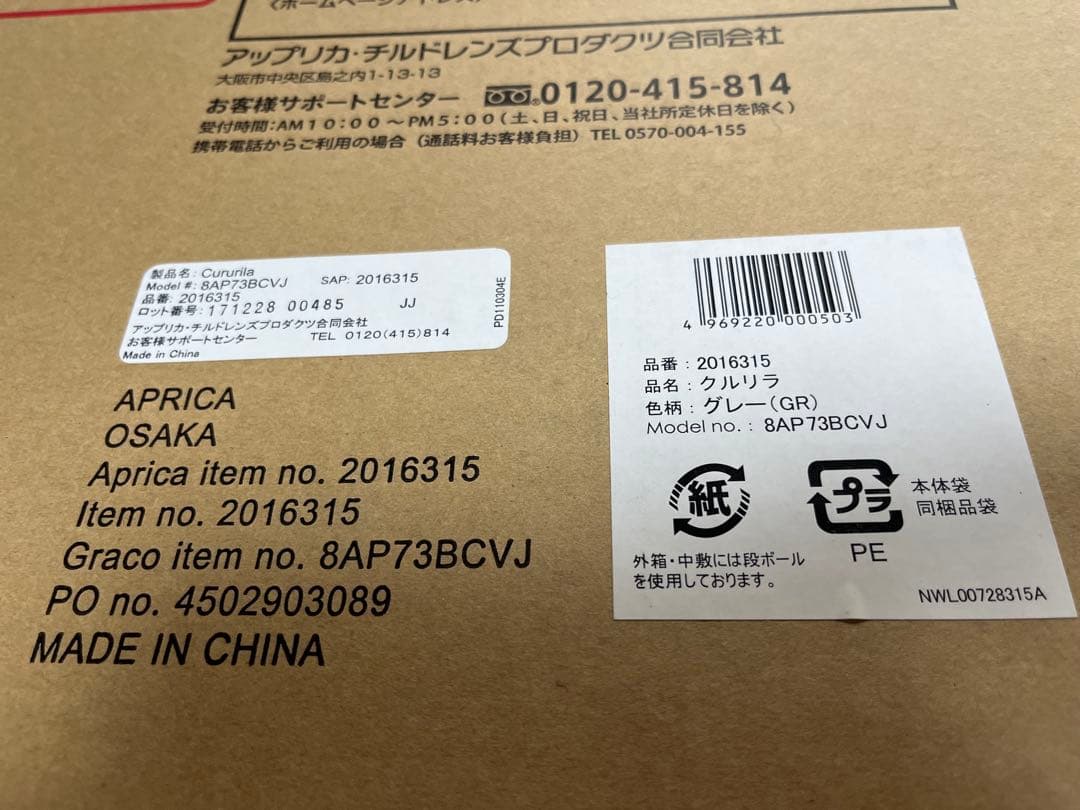 〈ホームページアドレス〉
アップリカ・チルドレンズプロダクツ合同会社
大阪市中央区島之内1-13-13
お客様サポートセンター 0120-415-814
受付時間:AM10:00～PM5:00(土、日、祝日、当社所定休日を除く)
携帯電話からご利用の場合(通話料お客様負担) TEL 0570-004-155
製品名: Cururila
Model #: 8AP73BCVJ SAP: 2016315
品番: 2016315
ロット番号:171228 00485 JJ
アップリカ・チルドレンズプロダクツ合同会社
お客様サポートセンター TEL 0120(415)814
Made in China
PD110304E
APRICA
OSAKA
Aprica item no. 2016315
Item no. 2016315
Graco item no. 8AP73BCVJ
PO no. 4502903089
MADE IN CHINA
4 969220 000503
品番 : 2016315
品名 : クルリラ
色柄 : グレー(GR)
Model no. : 8AP73BCVJ
紙
外箱・中敷には段ボール
を使用しております。
プラ
PE
本体袋
同梱品袋
NWL00728315A